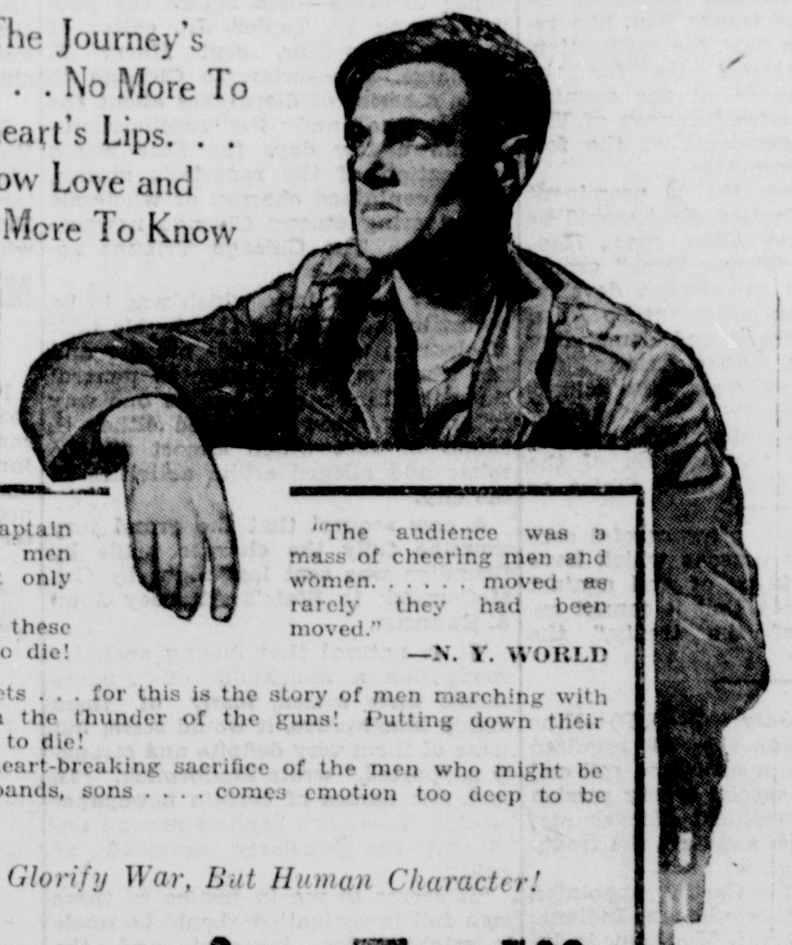 The Journey's
. . . No More To
eart's Lips. . . .
ow Love and
More To Know
aptain
men
only
these
o die!
"The audience was a
mass of cheering men and
women. . . . . . moved as
rarely they had been
moved."
—N. Y. WORLD
ets . . . for this is the story of men marching with
the thunder of the guns! Putting down their
to die!
eart-breaking sacrifice of the men who might be
bands, sons . . . . comes emotion too deep to be
Glorify War, But Human Character!